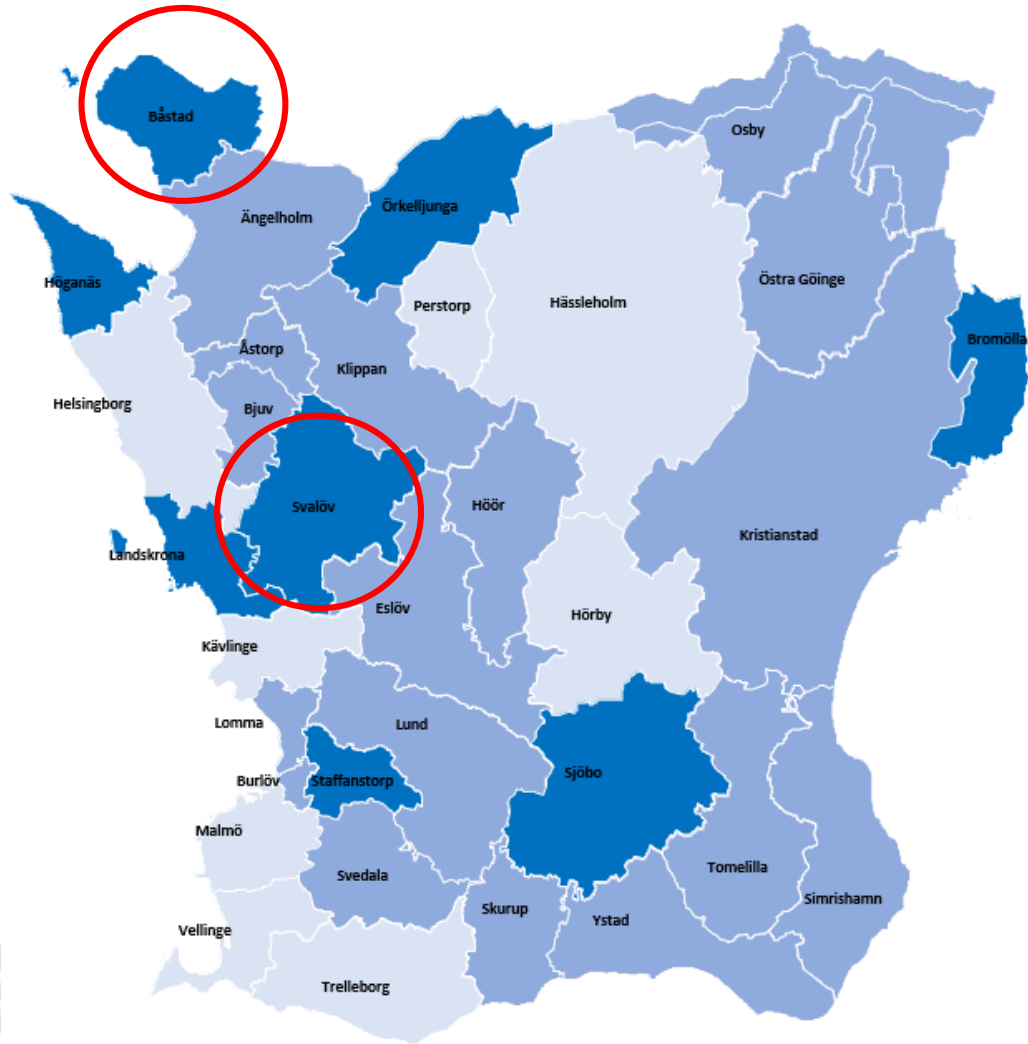 Båstad
Osby
Örkelljunga
Ängelholm
Höganäs
Östra Göinge
Perstorp
Hässleholm
Bromölla
Åstorp
Klippan
Helsingborg
Bjuv
Svalöv
Höör
Kristianstad
Landskrona
Eslöv
Hörby
Kävlinge
Lomma
Lund
Sjöbo
Burlöv
Staffanstorp
Malmö
Tomelilla
Svedala
Simrishamn
Skurup
Ystad
Vellinge
Trelleborg